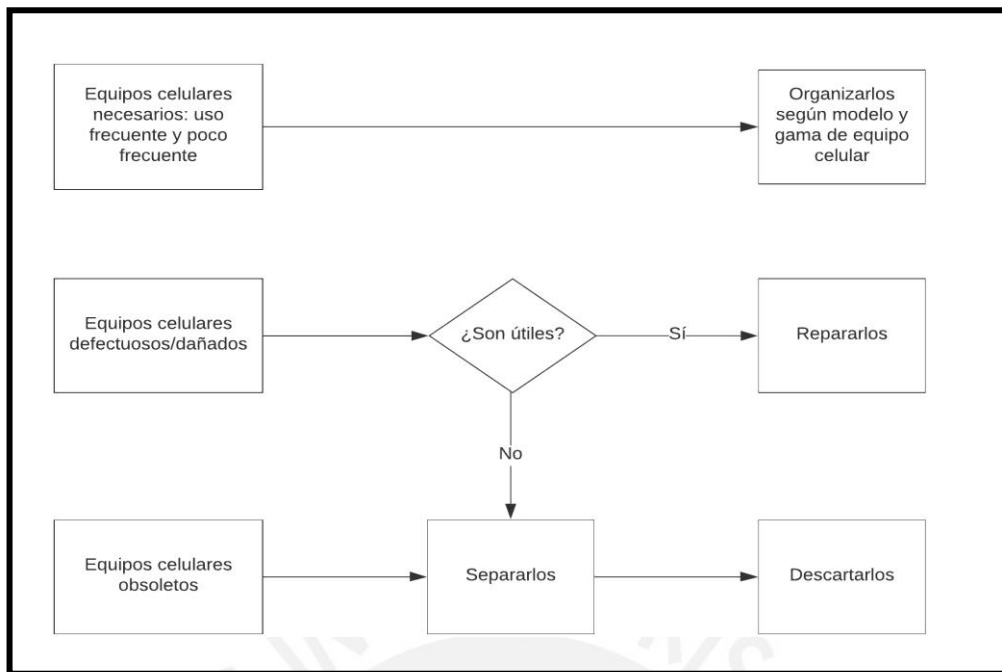 Equipos celulares
necesarios: uso
frecuente y poco
frecuente
Organizarlos
según modelo y
gama de equipo
celular
Equipos celulares
defectuosos/dañados
¿Son útiles?
Sí
Repararlos
No
Equipos celulares
obsoletos
Separarlos
Descartarlos